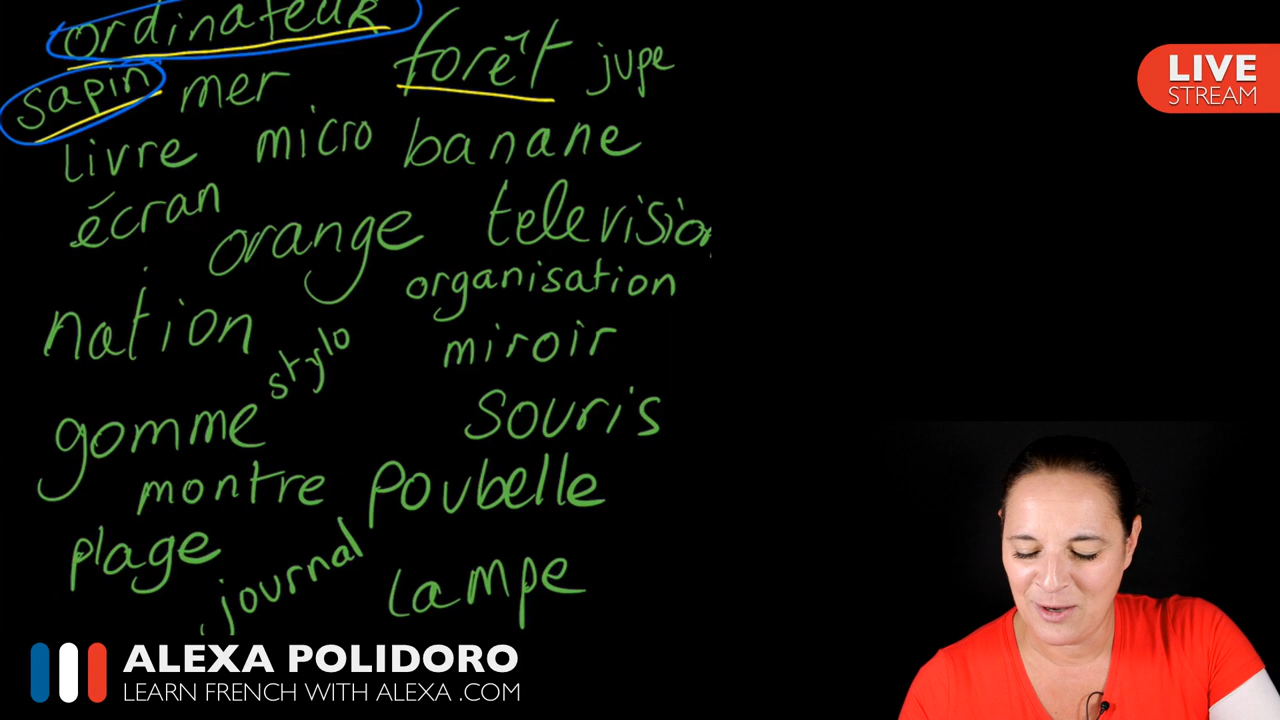 ordinateur
sapin mer forêt jupe
livre micro banane
écran orange televisio
organisation
nation
stylo miroir
gomme souris
montre poubelle
plage
journal lampe
LIVE
STREAM
ALEXA POLIDORO
LEARN FRENCH WITH ALEXA .COM